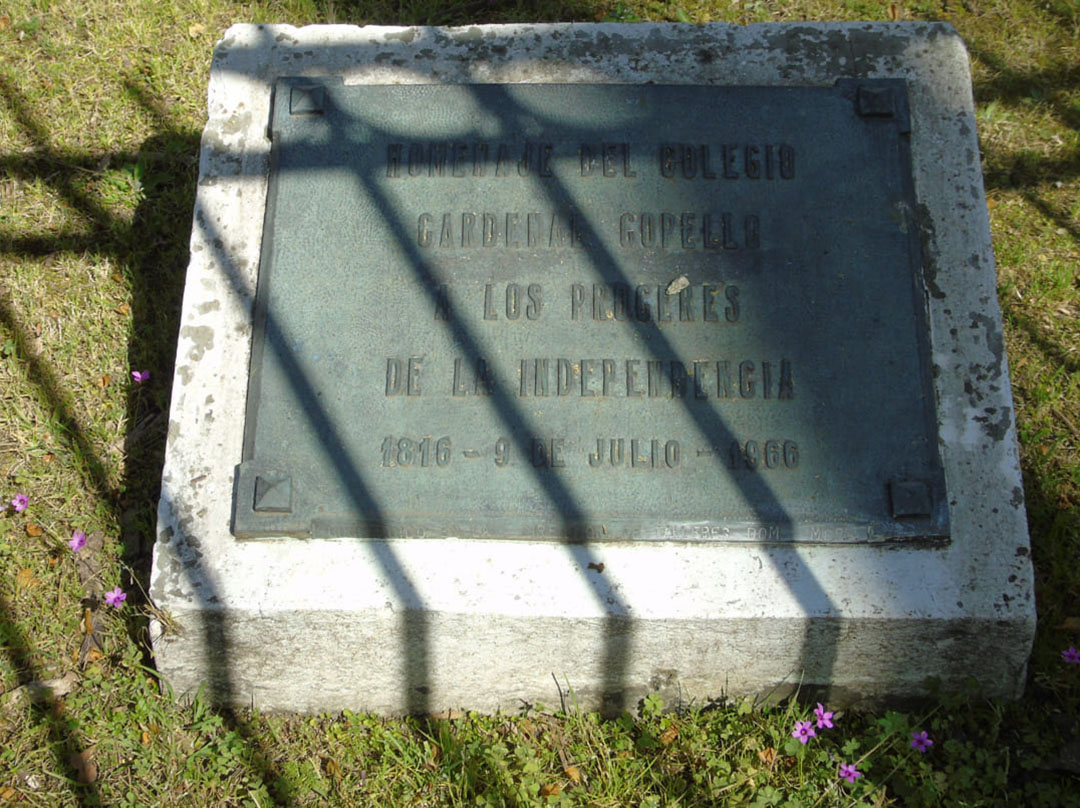 HOMENAJE DEL COLEGIO
CARDENAL COPELLO
A LOS PROCERES
DE LA INDEPENDENCIA
1816 - 9 DE JULIO - 1966